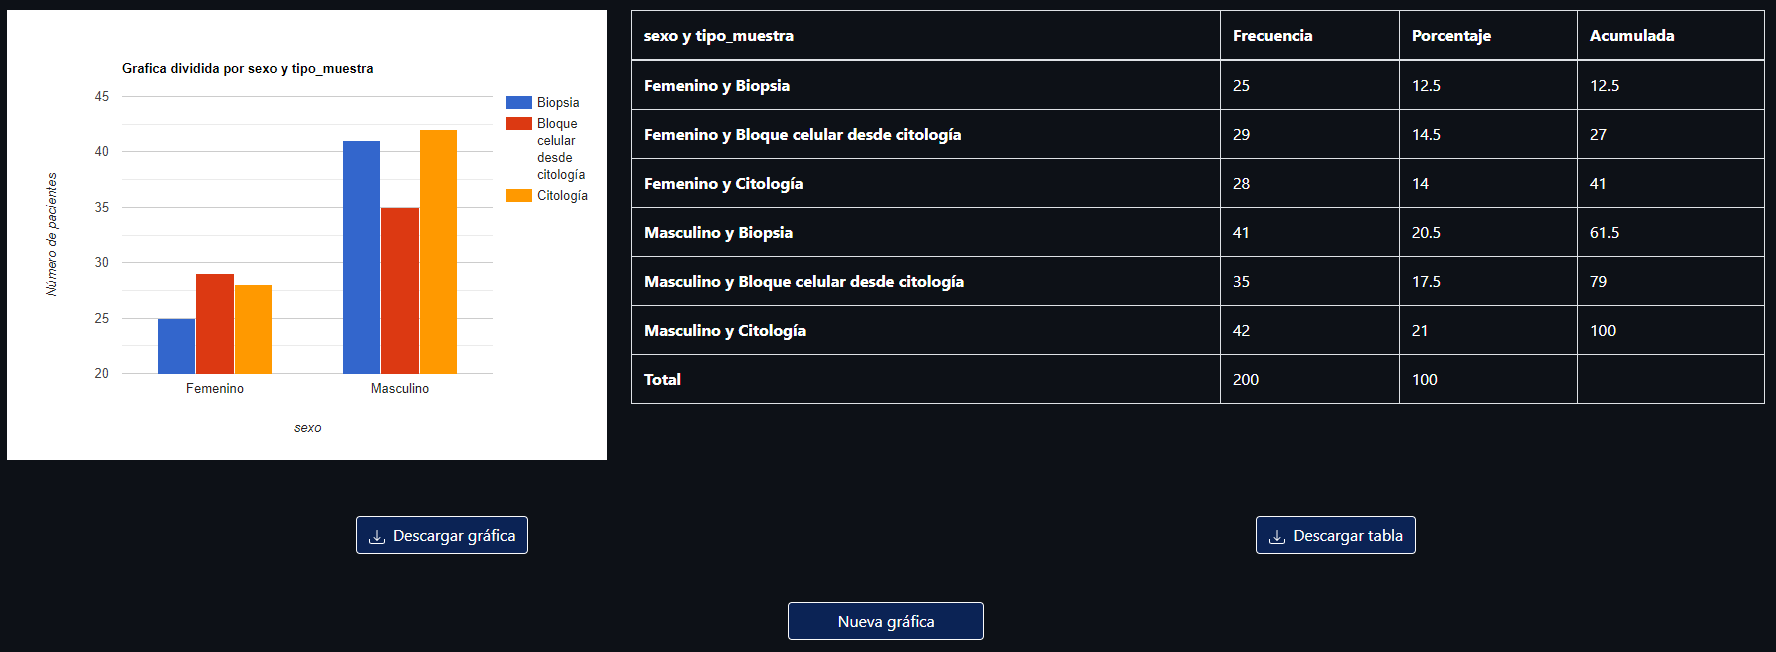 Grafica dividida por sexo y tipo_muestra
45
40
35
30
25
20
Número de pacientes
Femenino Masculino
sexo
Biopsia
Bloque
celular
desde
citología
Citología
sexo y tipo_muestra Frecuencia Porcentaje Acumulada
Femenino y Biopsia 25 12.5 12.5
Femenino y Bloque celular desde citología 29 14.5 27
Femenino y Citología 28 14 41
Masculino y Biopsia 41 20.5 61.5
Masculino y Bloque celular desde citología 35 17.5 79
Masculino y Citología 42 21 100
Total 200 100
Descargar gráfica
Descargar tabla
Nueva gráfica